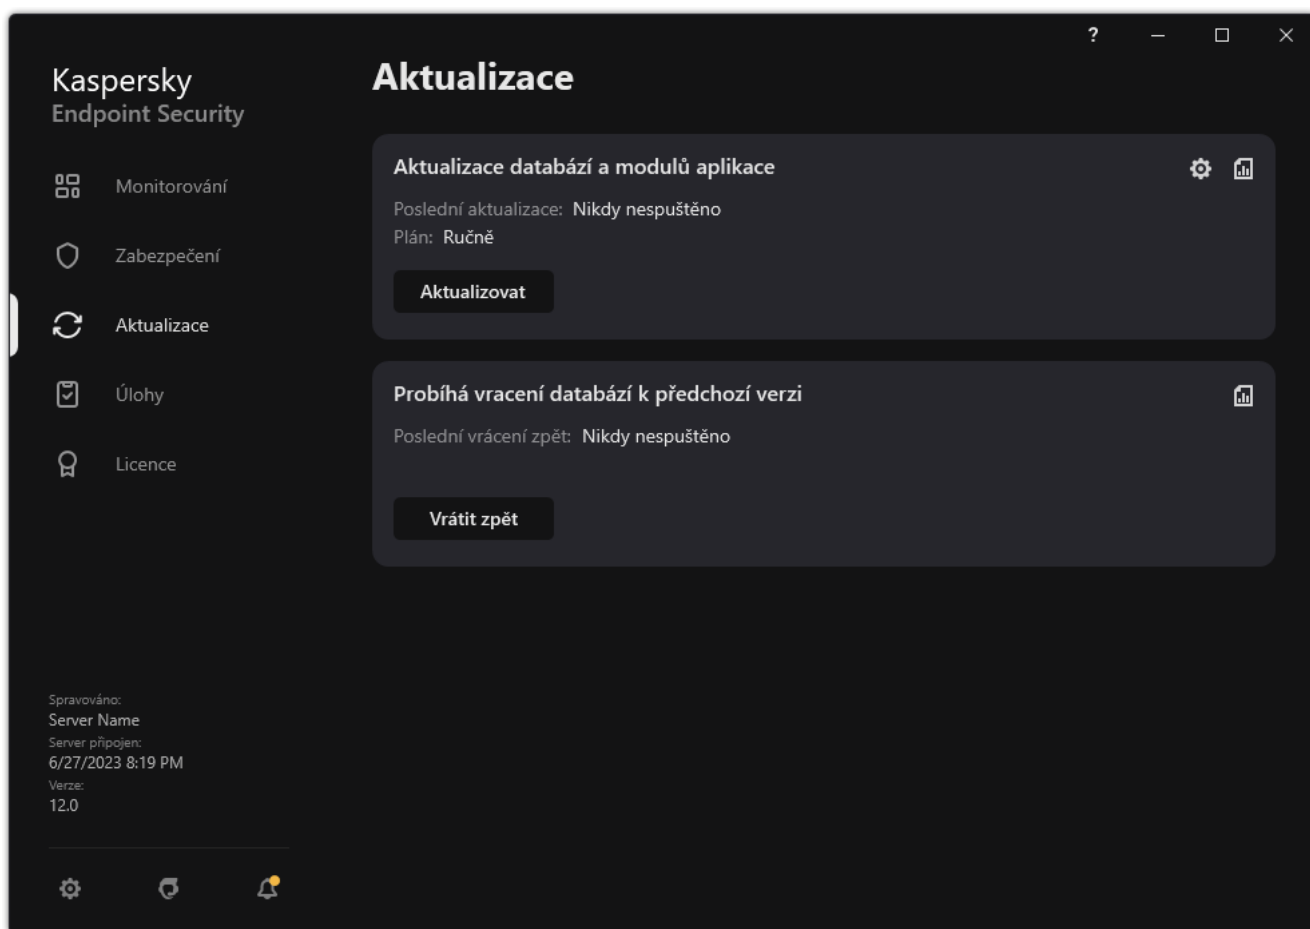 ?
Kaspersky
Endpoint Security
Monitorování
Zabezpečení
Aktualizace
Úlohy
Licence
Spravováno:
Server Name
Server připojen:
6/27/2023 8:19 PM
Verze:
12.0
Aktualizace
Aktualizace databází a modulů aplikace
Poslední aktualizace: Nikdy nespuštěno
Plán: Ručně
Aktualizovat
Probíhá vracení databází k předchozí verzi
Poslední vrácení zpět: Nikdy nespuštěno
Vrátit zpět